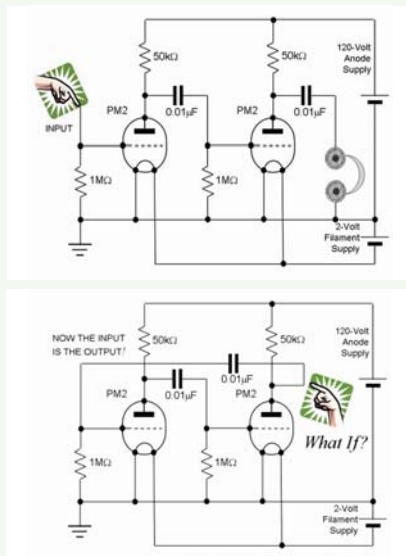 50kΩ
50kΩ
120-Volt
Anode
Supply
PM2
0.01µF
PM2
0.01µF
INPUT
1MΩ
1MΩ
2-Volt
Filament
Supply
NOW THE INPUT
IS THE OUTPUT!
50kΩ
50kΩ
120-Volt
Anode
Supply
0.01µF
PM2
0.01µF
PM2
What If?
1MΩ
1MΩ
2-Volt
Filament
Supply